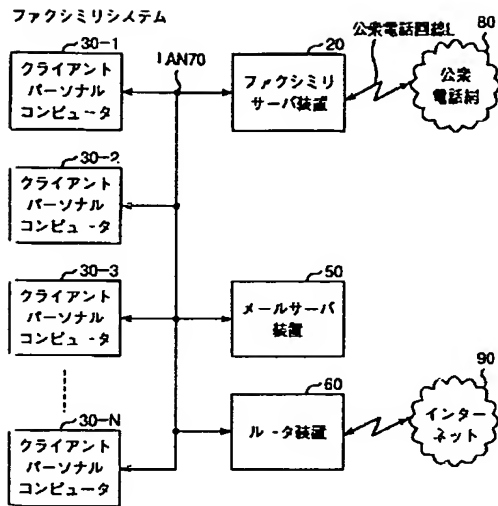 ファクシミリシステム
30-1
クライアント
パーソナル
コンピュータ
LAN70
20
ファクシミリ
サーバ装置
公衆電話回線L
80
公衆
電話網
30-2
クライアント
パーソナル
コンピュータ
30-3
クライアント
パーソナル
コンピュータ
50
メールサーバ
装置
30-N
クライアント
パーソナル
コンピュータ
60
ルータ装置
90
インター
ネット